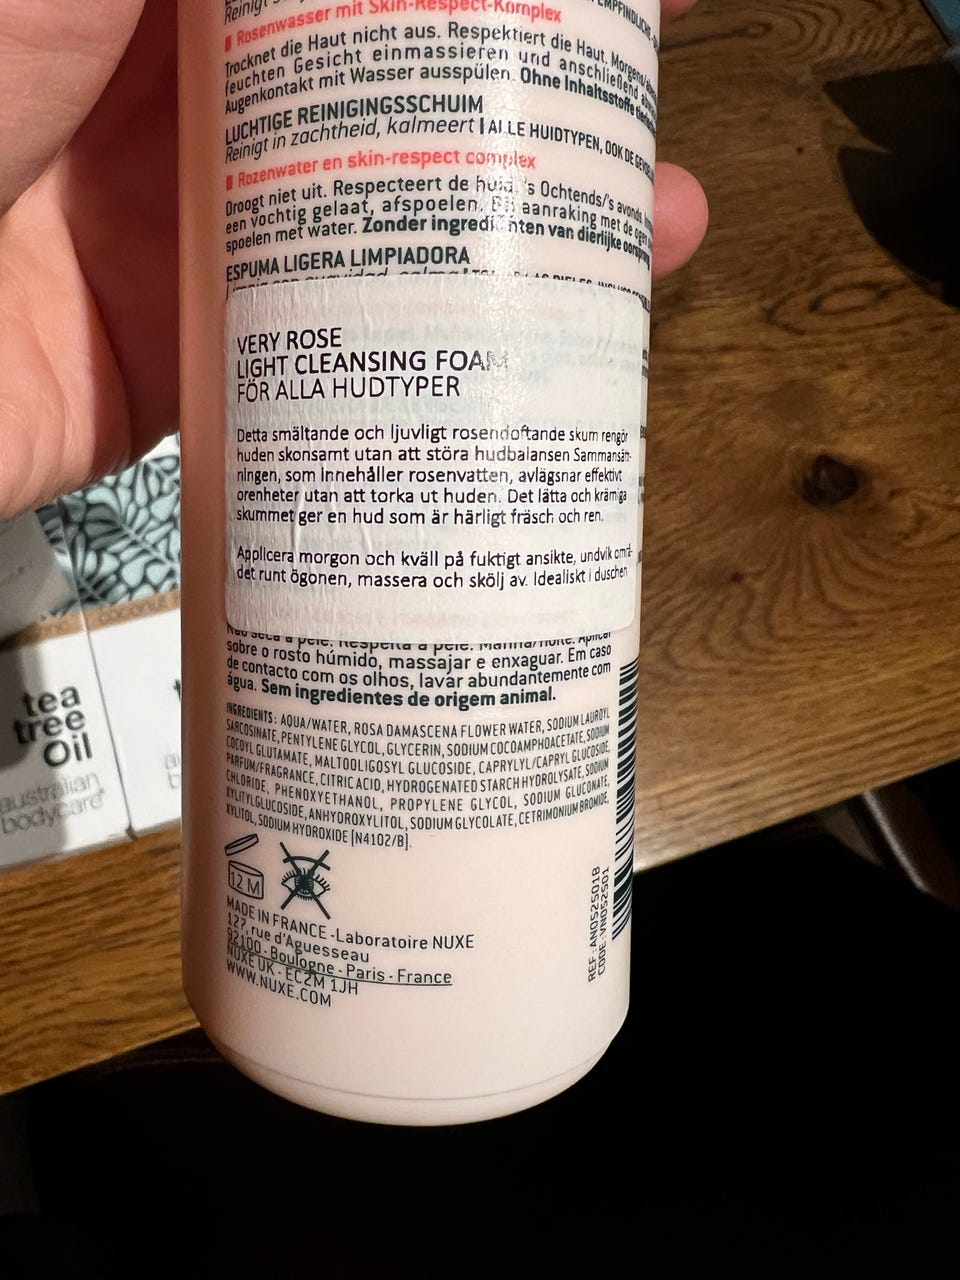 Rosenwasser mit Skin-Respect-Komplex
Trocknet die Haut nicht aus. Respektiert die Haut. Morgens/
feuchten Gesicht einmassieren und anschließend
Augenkontakt mit Wasser ausspülen. Ohne Inhaltsstoffe
LUCHTIGE REINIGINGSSCHUIM
Reinigt in zachtheid, kalmeert | ALLE HUIDTYPEN, OOK DE
Rozenwater en skin-respect complex
Droogt niet uit. Respecteert de huid. 's Ochtends/'s avonds
een vochtig gelaat, afspoelen. Bij aanraking met de ogen
spoelen met water. Zonder ingrediënten van dierlijke oorsprong
ESPUMA LIGERA LIMPIADORA
VERY ROSE
LIGHT CLEANSING FOAM
FÖR ALLA HUDTYPER
Detta smältande och ljuvligt rosendoftande skum rengör
huden skonsamt utan att störa hudbalansen Sammansätt-
ningen, som innehåller rosenvatten, avlägsnar effektivt
orenheter utan att torka ut huden. Det lätta och krämiga
skummet ger en hud som är härligt fräsch och ren.
Applicera morgon och kväll på fuktigt ansikte, undvik områ-
det runt ögonen, massera och skölj av. Idealiskt i duschen
Não seca a pele. Respeita a pele. Manhã/noite. Aplicar
sobre o rosto húmido, massajar e enxaguar. Em caso
de contacto com os olhos, lavar abundantemente com
água. Sem ingredientes de origem animal.
INGREDIENTS: AQUA/WATER, ROSA DAMASCENA FLOWER WATER, SODIUM LAUROYL
SARCOSINATE, PENTYLENE GLYCOL, GLYCERIN, SODIUM COCOAMPHOACETATE, SODIUM
COCOYL GLUTAMATE, MALTOOLIGOSYL GLUCOSIDE, CAPRYLYL/CAPRYL GLUCOSIDE,
PARFUM/FRAGRANCE, CITRIC ACID, HYDROGENATED STARCH HYDROLYSATE, SODIUM
CHLORIDE, PHENOXYETHANOL, PROPYLENE GLYCOL, SODIUM GLUCONATE,
XYLITYLGLUCOSIDE, ANHYDROXYLITOL, SODIUM GLYCOLATE, CETRIMONIUM BROMIDE,
XYLITOL, SODIUM HYDROXIDE [N4102/B].
12 M
MADE IN FRANCE - Laboratoire NUXE
127, rue d'Aguesseau
92100 - Boulogne - Paris - France
NUXE UK - EC2M 1JH
WWW.NUXE.COM
REF : AN052501B
CODE : VN052501
tea
tree
Oil
australian
bodycare®